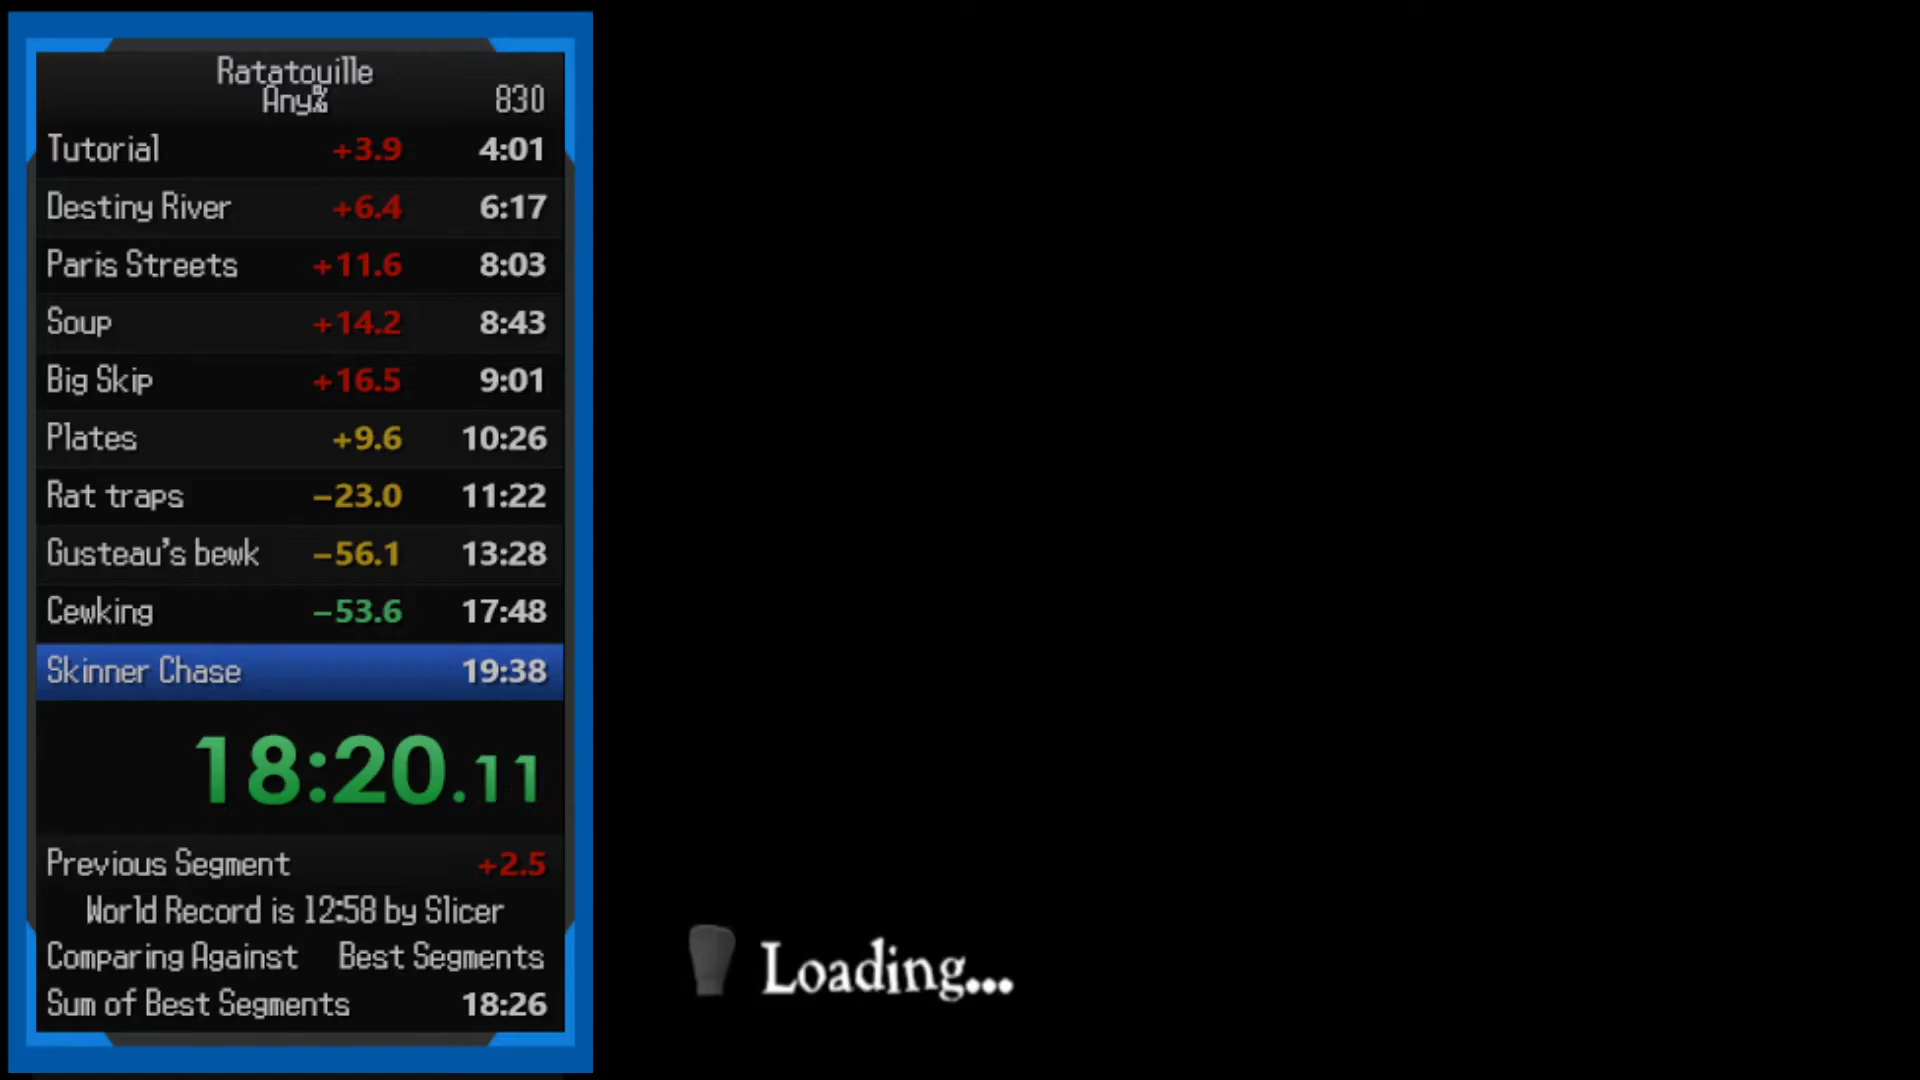 Ratatouille
Any% 830
Tutorial +3.9 4:01
Destiny River +6.4 6:17
Paris Streets +11.6 8:03
Soup +14.2 8:43
Big Skip +16.5 9:01
Plates +9.6 10:26
Rat traps −23.0 11:22
Gusteau's bewk −56.1 13:28
Cewking −53.6 17:48
Skinner Chase 19:38
18:20.11
Previous Segment +2.5
World Record is 12:58 by Slicer
Comparing Against Best Segments
Sum of Best Segments 18:26
Loading...